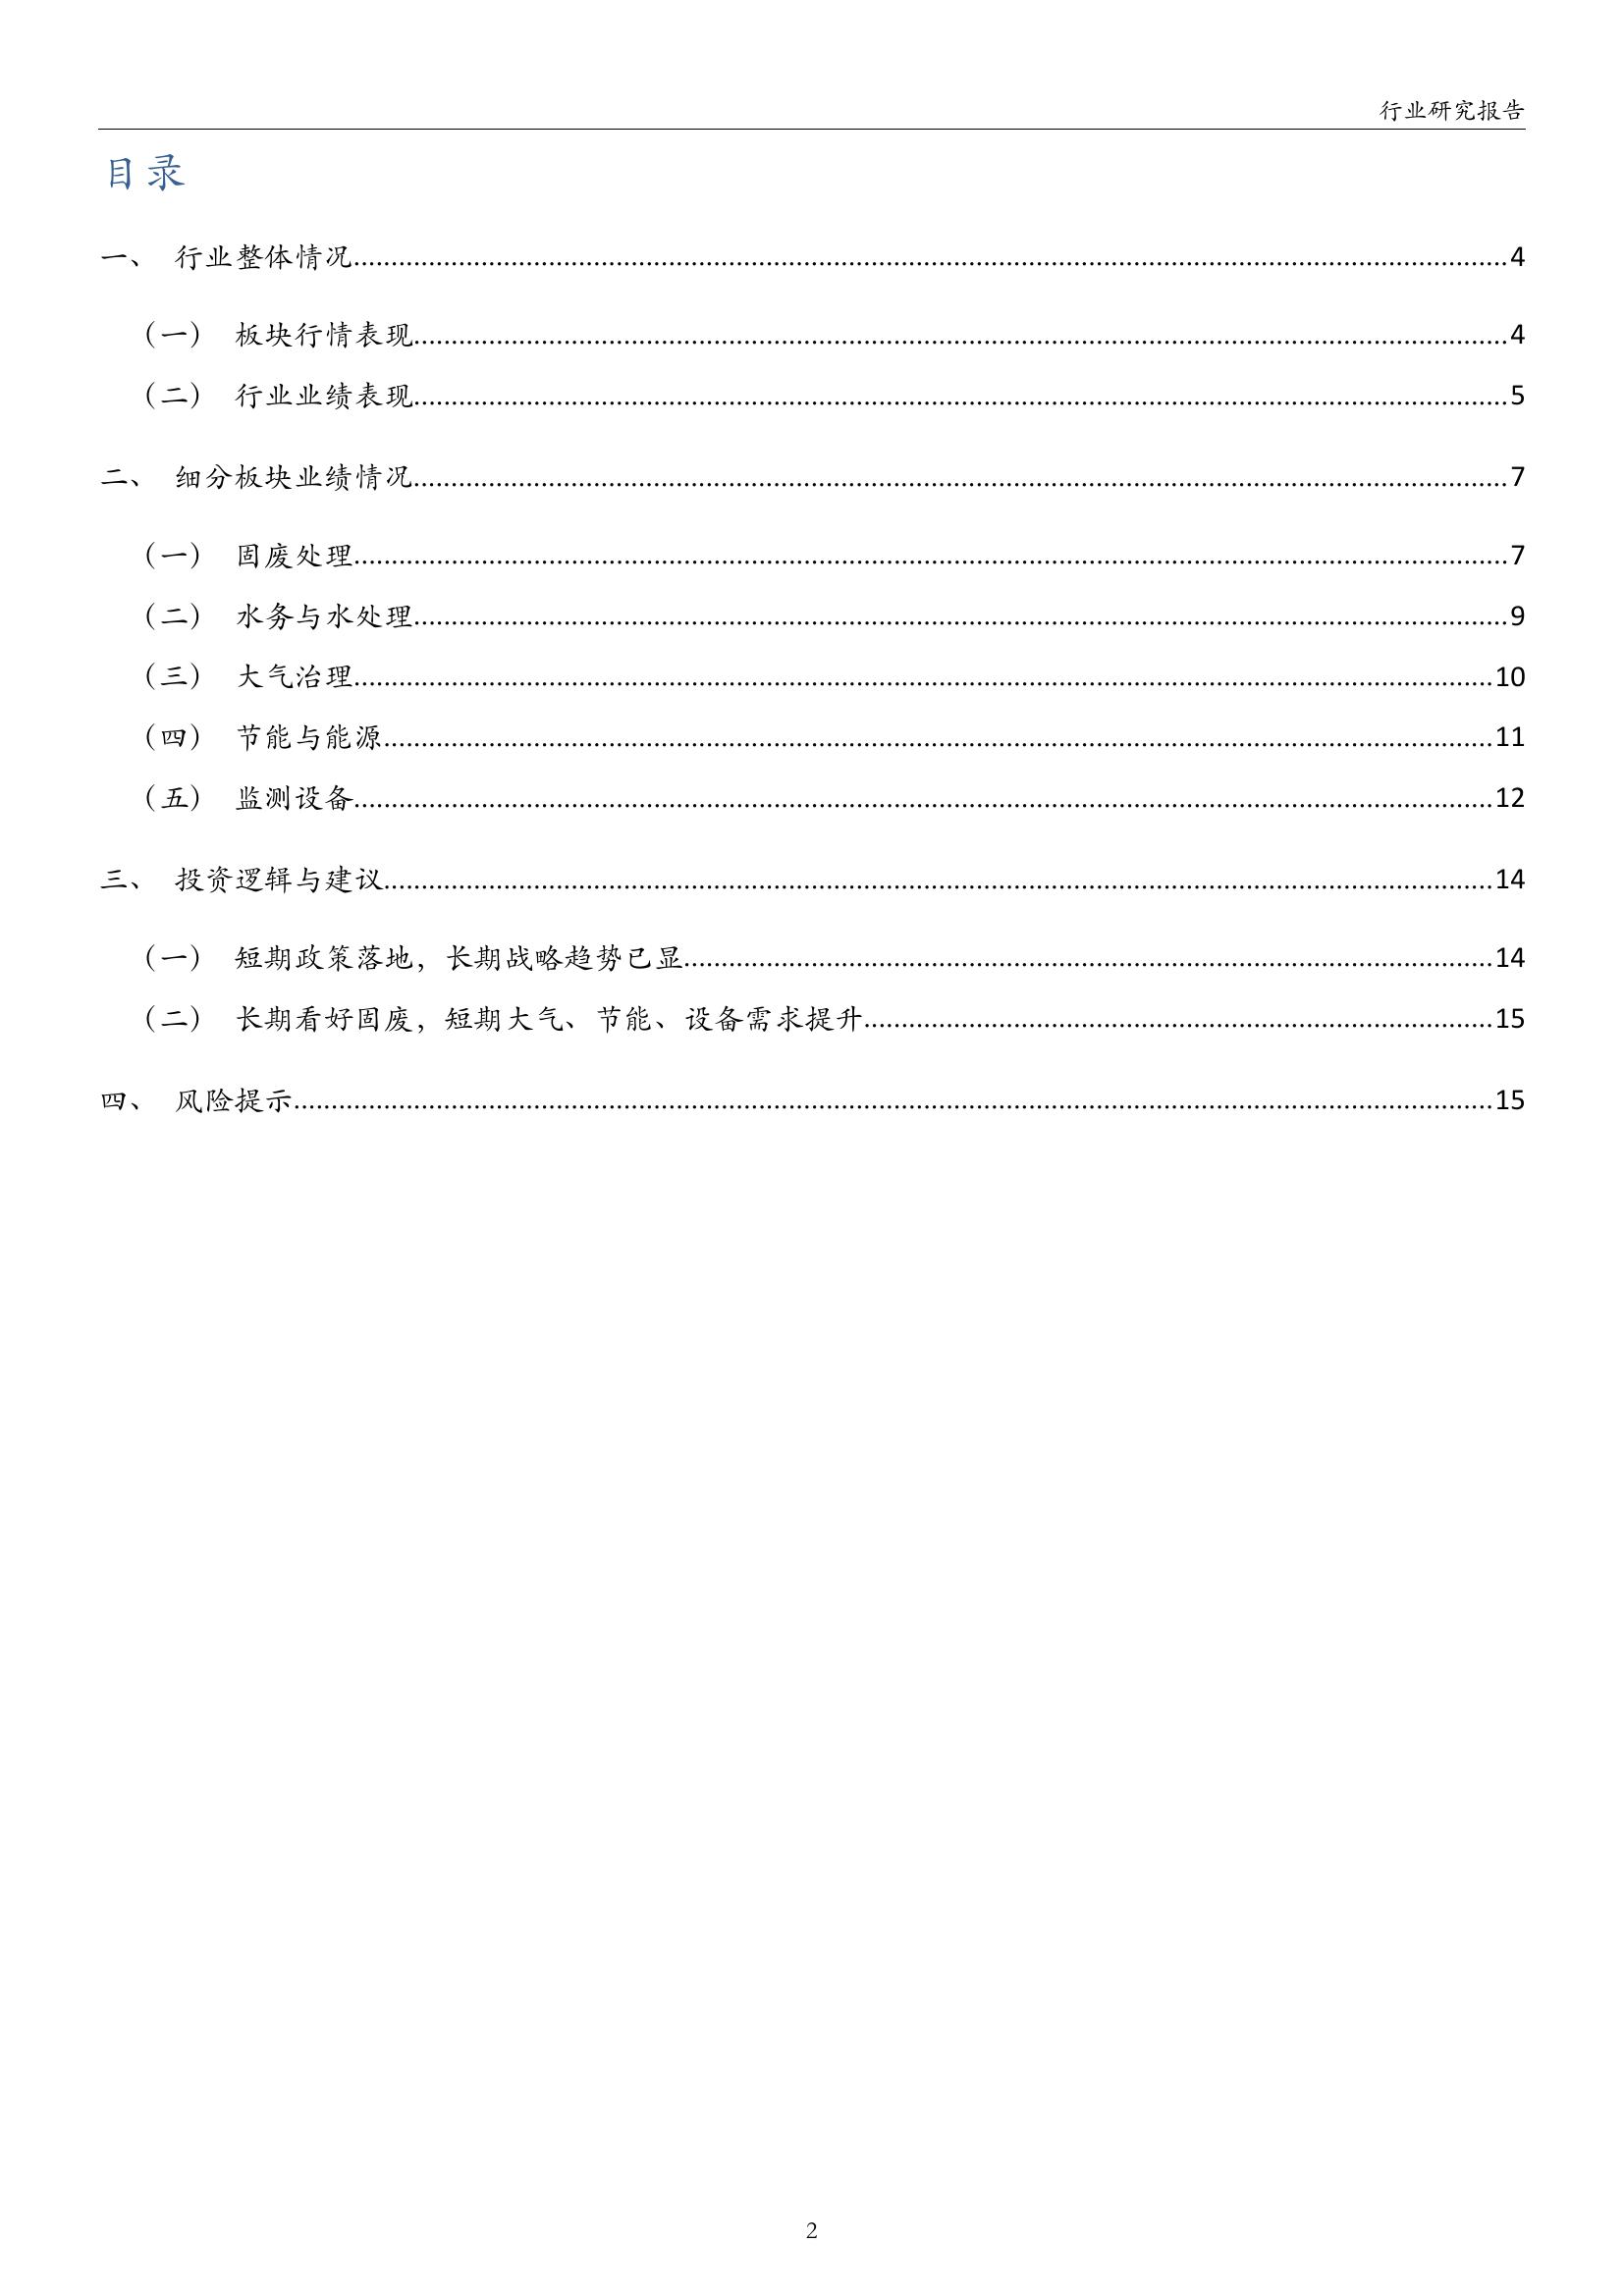 行业研究报告
目录
一、 行业整体情况........................................4
（一） 板块行情表现........................................4
（二） 行业业绩表现........................................5
二、 细分板块业绩情况........................................7
（一） 固废处理........................................7
（二） 水务与水处理........................................9
（三） 大气治理........................................10
（四） 节能与能源........................................11
（五） 监测设备........................................12
三、 投资逻辑与建议........................................14
（一） 短期政策落地，长期战略趋势已显........................................14
（二） 长期看好固废，短期大气、节能、设备需求提升........................................15
四、 风险提示........................................15
2